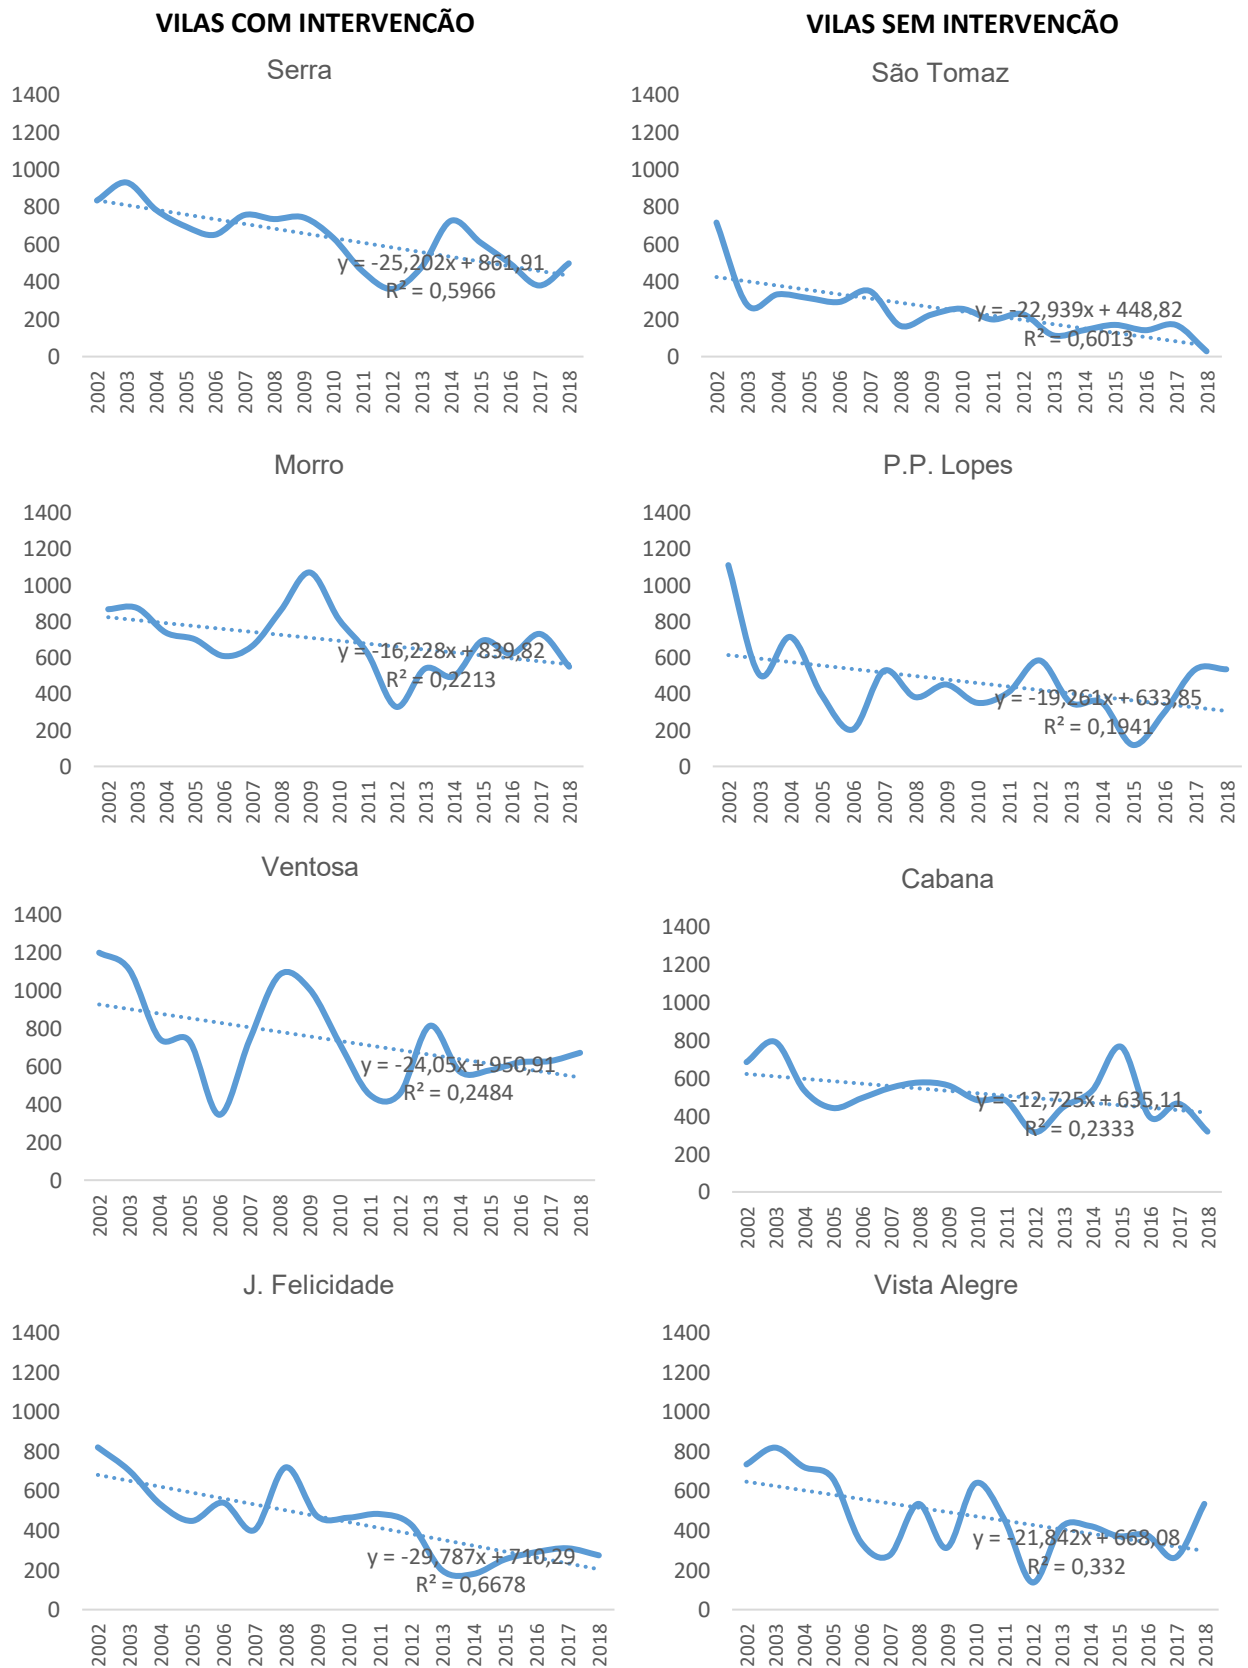 VILAS COM INTERVENCÃO
VILAS SEM INTERVENCÃO
Serra
1400
1200
1000
800
600
400
200
0
y = -25,202x + 861,91
R² = 0,5966
2002 2003 2004 2005 2006 2007 2008 2009 2010 2011 2012 2013 2014 2015 2016 2017 2018
São Tomaz
1400
1200
1000
800
600
400
200
0
y = -22,939x + 448,82
R² = 0,6013
2002 2003 2004 2005 2006 2007 2008 2009 2010 2011 2012 2013 2014 2015 2016 2017 2018
Morro
1400
1200
1000
800
600
400
200
0
y = -16,228x + 839,82
R² = 0,2213
2002 2003 2004 2005 2006 2007 2008 2009 2010 2011 2012 2013 2014 2015 2016 2017 2018
P.P. Lopes
1400
1200
1000
800
600
400
200
0
y = -19,261x + 633,85
R² = 0,1941
2002 2003 2004 2005 2006 2007 2008 2009 2010 2011 2012 2013 2014 2015 2016 2017 2018
Ventosa
1400
1200
1000
800
600
400
200
0
y = -24,05x + 950,91
R² = 0,2484
2002 2003 2004 2005 2006 2007 2008 2009 2010 2011 2012 2013 2014 2015 2016 2017 2018
Cabana
1400
1200
1000
800
600
400
200
0
y = -12,725x + 635,11
R² = 0,2333
2002 2003 2004 2005 2006 2007 2008 2009 2010 2011 2012 2013 2014 2015 2016 2017 2018
J. Felicidade
1400
1200
1000
800
600
400
200
0
y = -29,787x + 710,29
R² = 0,6678
2002 2003 2004 2005 2006 2007 2008 2009 2010 2011 2012 2013 2014 2015 2016 2017 2018
Vista Alegre
1400
1200
1000
800
600
400
200
0
y = -21,842x + 668,08
R² = 0,332
2002 2003 2004 2005 2006 2007 2008 2009 2010 2011 2012 2013 2014 2015 2016 2017 2018